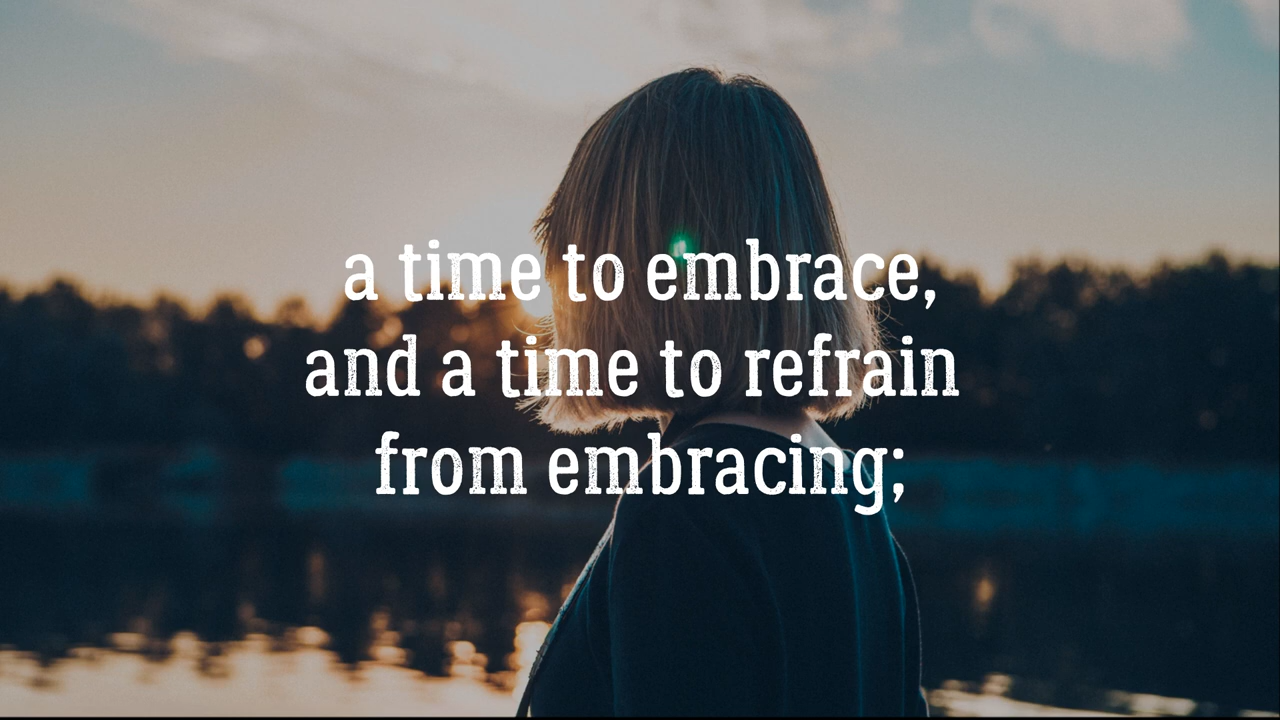 a time to embrace,
and a time to refrain
from embracing;